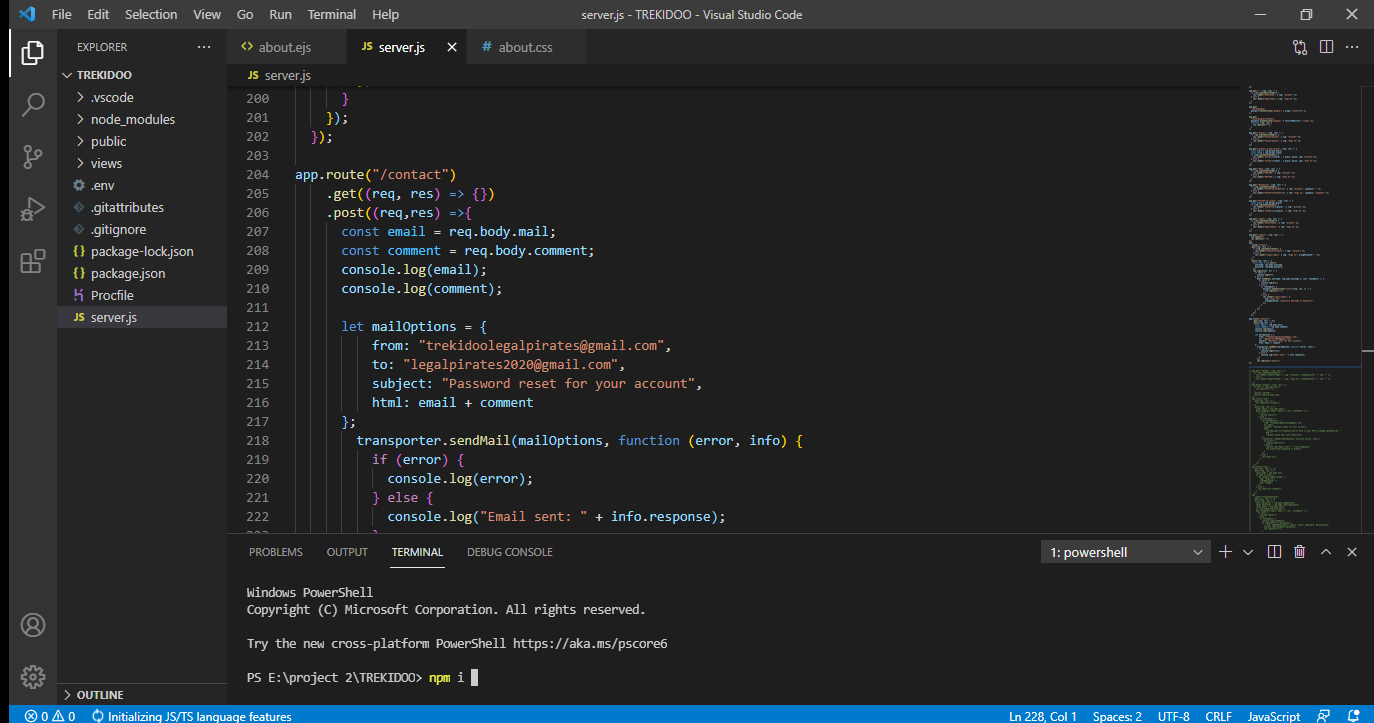 File Edit Selection View Go Run Terminal Help server.js - TREKIDOO - Visual Studio Code
EXPLORER ···
<> about.ejs JS server.js # about.css
TREKIDOO
JS server.js
.vscode
node_modules
public
views
.env
.gitattributes
.gitignore
{} package-lock.json
{} package.json
Procfile
JS server.js
OUTLINE
200 }
201 });
202 });
203
204 app.route("/contact")
205 .get((req, res) => {})
206 .post((req,res) =>{
207 const email = req.body.mail;
208 const comment = req.body.comment;
209 console.log(email);
210 console.log(comment);
211
212 let mailOptions = {
213 from: "trekidoolegalpirates@gmail.com",
214 to: "legalpirates2020@gmail.com",
215 subject: "Password reset for your account",
216 html: email + comment
217 };
218 transporter.sendMail(mailOptions, function (error, info) {
219 if (error) {
220 console.log(error);
221 } else {
222 console.log("Email sent: " + info.response);
PROBLEMS OUTPUT TERMINAL DEBUG CONSOLE 1: powershell
Windows PowerShell
Copyright (C) Microsoft Corporation. All rights reserved.
Try the new cross-platform PowerShell https://aka.ms/pscore6
PS E:\project 2\TREKIDOO> npm i
0 0 Initializing JS/TS language features Ln 228, Col 1 Spaces: 2 UTF-8 CRLF JavaScript